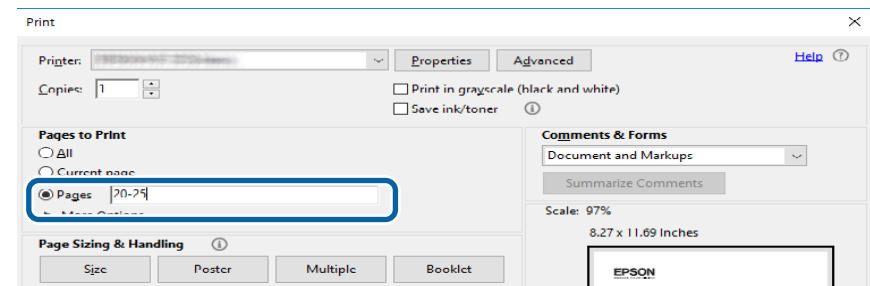 Print
Printer: Properties Advanced Help
Copies: 1
Print in grayscale (black and white)
Save ink/toner
Pages to Print
All
Current page
Pages 20-25
More Options
Page Sizing & Handling
Size Poster Multiple Booklet
Comments & Forms
Document and Markups
Summarize Comments
Scale: 97%
8.27 x 11.69 Inches
EPSON